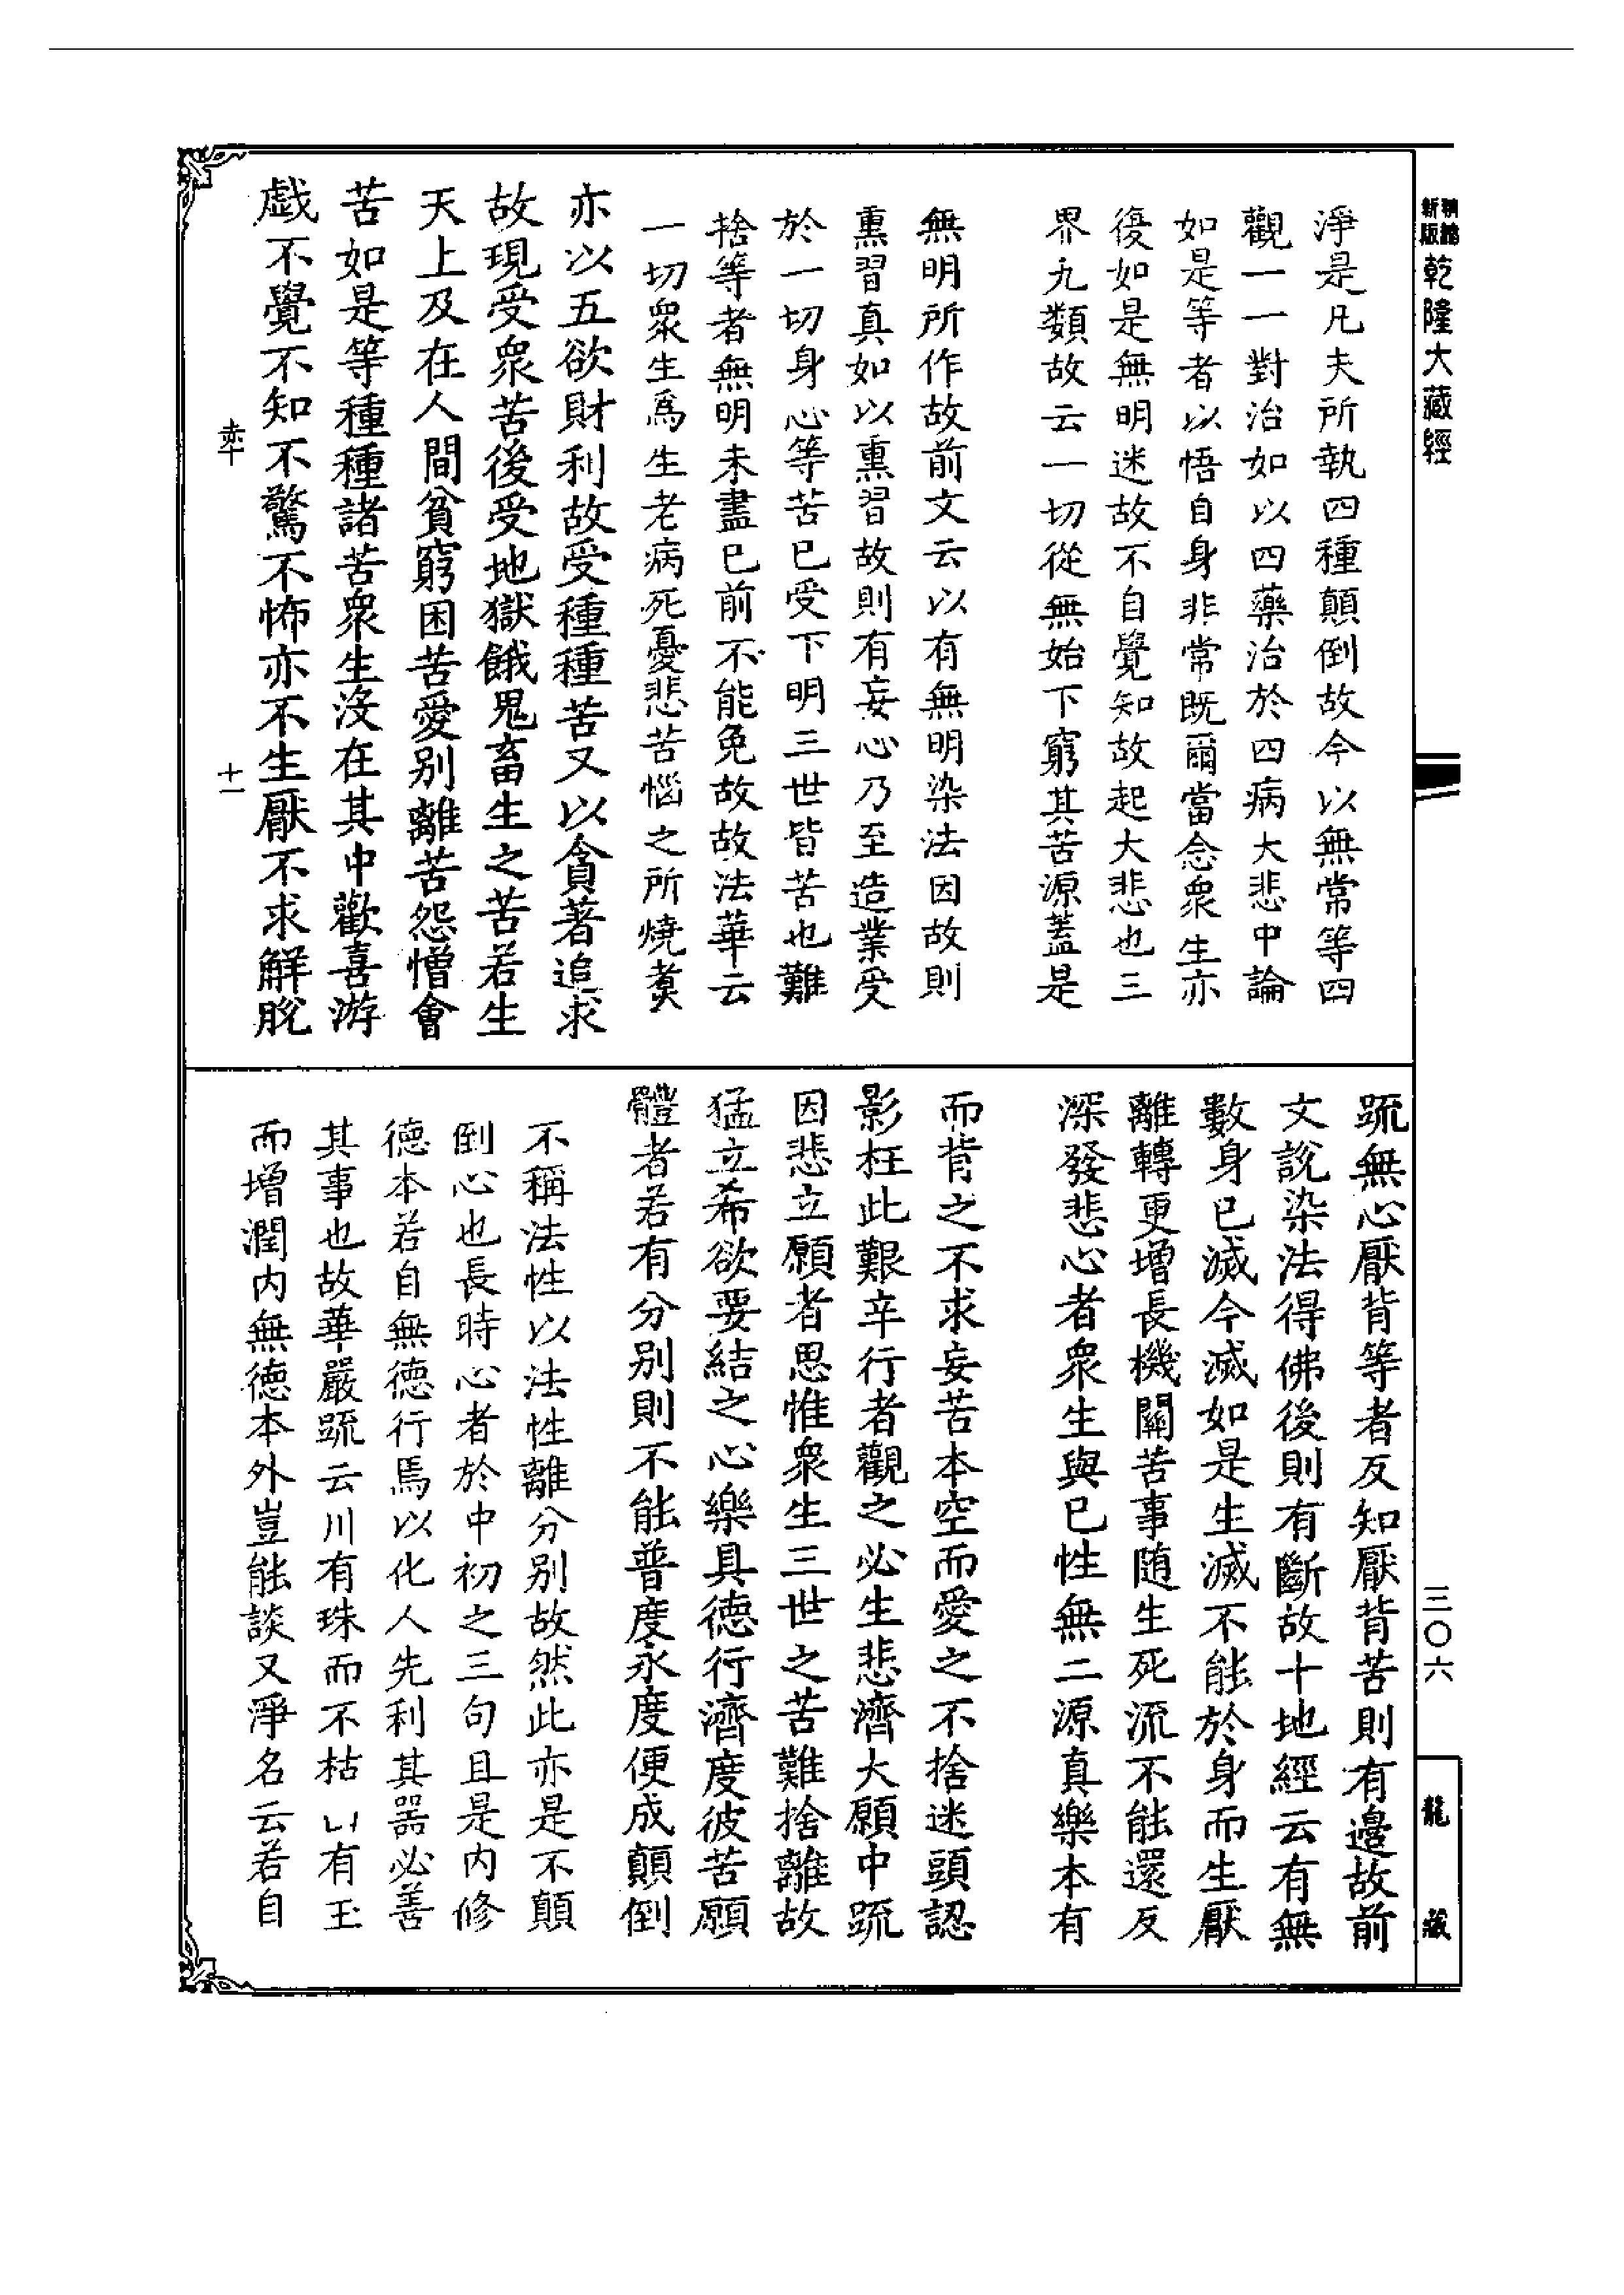 新版精縮乾隆大藏經
淨是凡夫所執四種顛倒故今以無常等四
觀一一對治如以四藥治於四病大悲中論
如是等者以悟自身非常既爾當念衆生亦
復如是無明迷故不自覺知故起大悲也三
界九類故云一切從無始下窮其苦源蓋是
無明所作故前文云以有無明染法因故則
熏習真如以熏習故則有妄心乃至造業受
於一切身心等苦已受下明三世皆苦也難
捨等者無明未盡已前不能免故故法華云
一切衆生爲生老病死憂悲苦惱之所燒煑
亦以五欲財利故受種種苦又以貪著追求
故現受衆苦後受地獄餓鬼畜生之苦若生
天上及在人間貧窮困苦愛別離苦怨憎會
苦如是等種種諸苦衆生沒在其中歡喜游
戱不覺不知不驚不怖亦不生厭不求解脫
奕十
十一
疏無心厭背等者反知厭背苦則有邊故前
文說染法得佛後則有斷故十地經云有無
數身已滅今滅如是生滅不能於身而生厭
離轉更增長機關苦事随生死流不能還反
深發悲心者衆生與已性無二源真樂本有
而背之不求妄苦本空而愛之不捨迷頭認
影枉此艱辛行者觀之必生悲濟大願中疏
因悲立願者思惟衆生三世之苦難捨離故
猛立希欲要結之心樂具德行濟度彼苦願
體者若有分別則不能普度永度便成顛倒
不稱法性以法性離分別故然此亦是不顛
倒心也長時心者於中初之三句且是内修
德本若自無德行焉以化人先利其器必善
其事也故華嚴疏云川有珠而不枯山有玉
而增潤内無德本外豈能談又淨名云若自
三〇六
龍藏